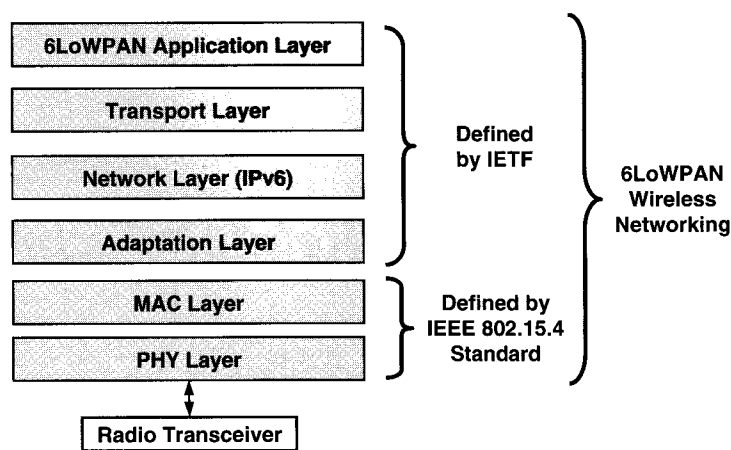 6LoWPAN Application Layer
Transport Layer
Network Layer (IPv6)
Adaptation Layer
MAC Layer
PHY Layer
Radio Transceiver
Defined
by IETF
Defined by
IEEE 802.15.4
Standard
6LoWPAN
Wireless
Networking